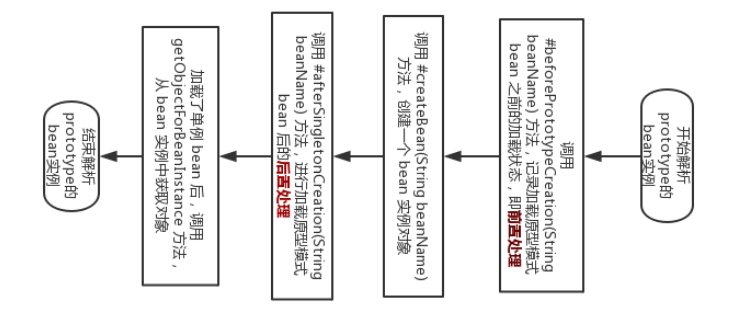 开始解析
prototype的
bean实例
调用
#beforePrototypeCreation(String
beanName) 方法，记录加载原型模式
bean 之前的加载状态，即前置处理
调用 #createBean(String beanName)
方法，创建一个 bean 实例对象
调用 #afterSingletonCreation(String
beanName) 方法，进行加载原型模式
bean 后的后置处理
加载了单例 bean 后，调用
getObjectForBeanInstance 方法，
从 bean 实例中获取对象
结束解析
prototype的
bean实例